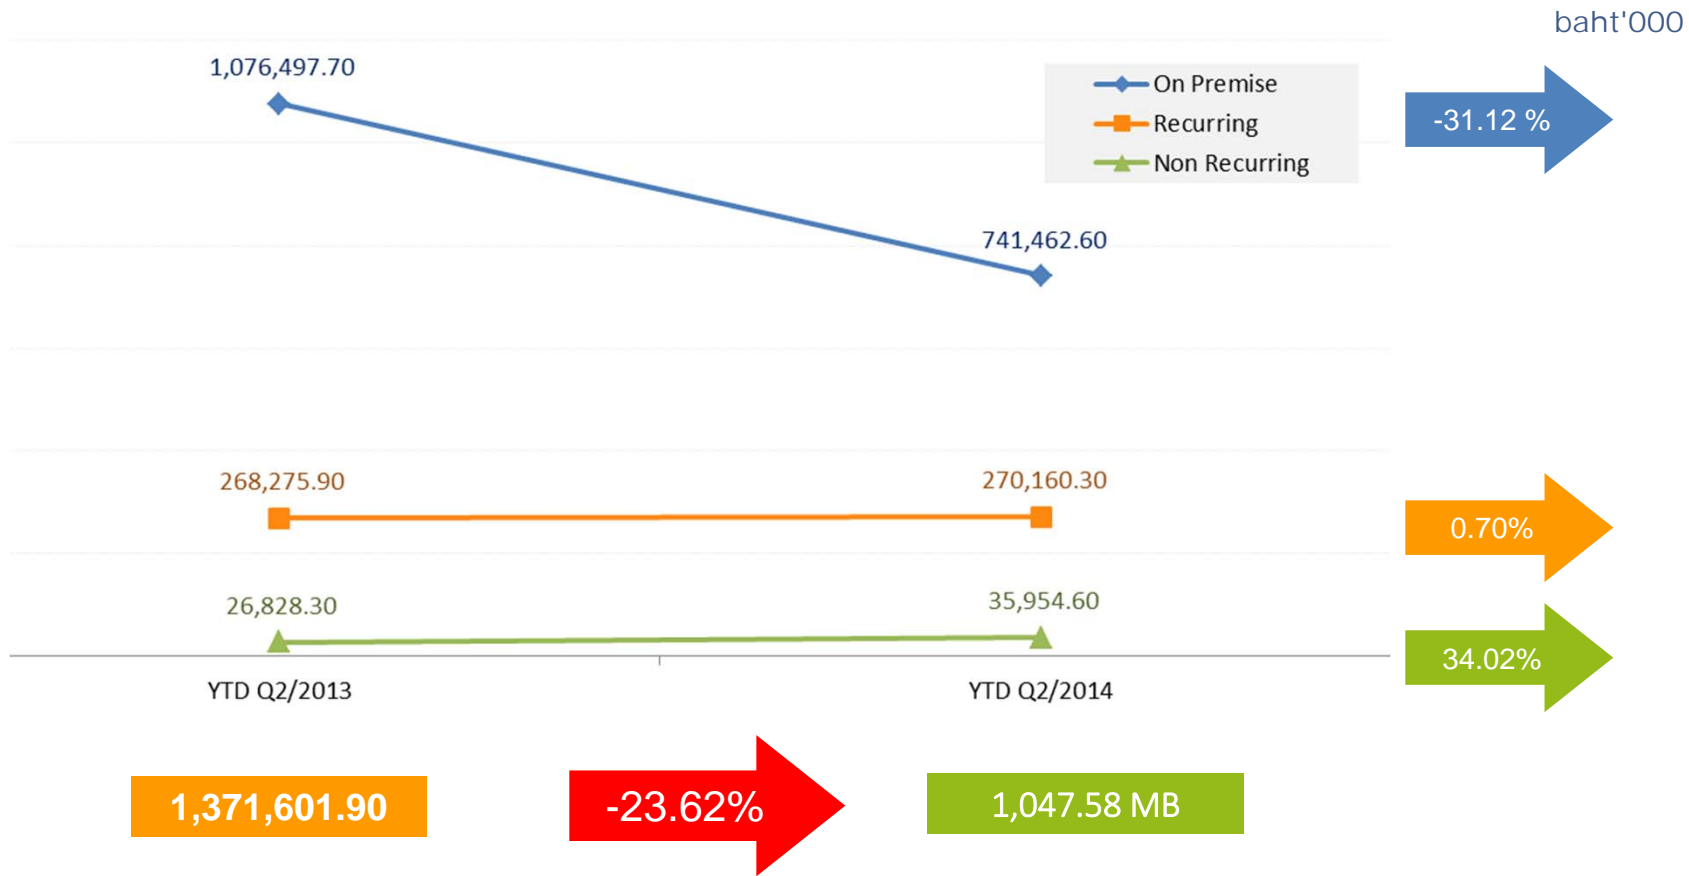 baht'000
1,076,497.70
On Premise
Recurring
Non Recurring
-31.12 %
741,462.60
268,275.90
270,160.30
0.70%
26,828.30
35,954.60
34.02%
YTD Q2/2013
YTD Q2/2014
1,371,601.90
-23.62%
1,047.58 MB